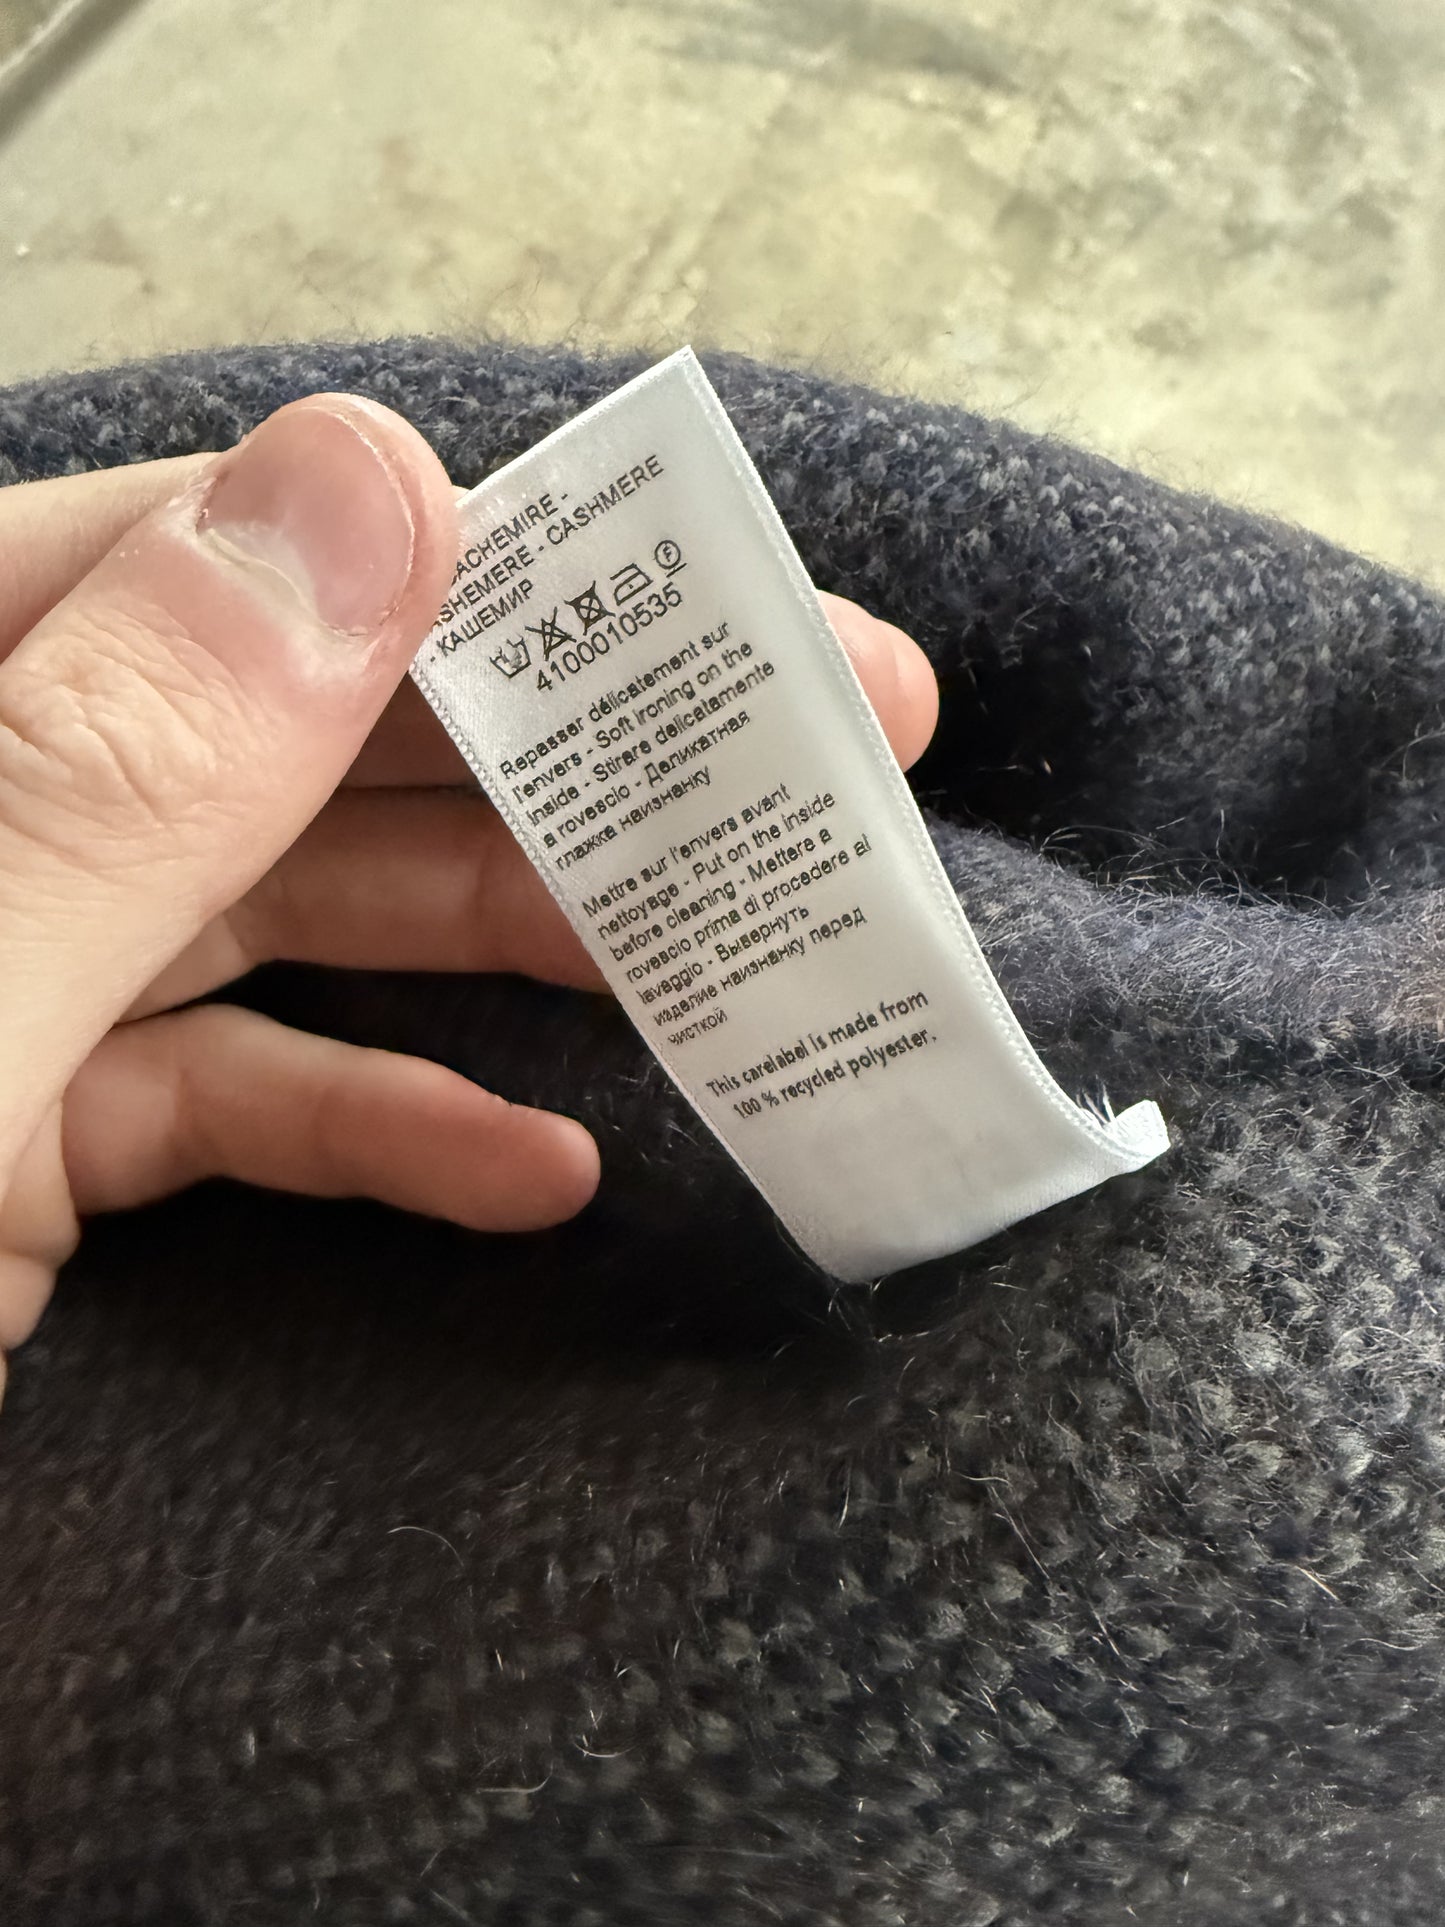 CACHEMIRE -
CASHEMERE - CASHMERE
- КАШЕМИР
F
4100010535
Repasser délicatement sur
l'envers - Soft ironing on the
inside - Stirare delicatamente
a rovescio - Деликатная
глажка наизнанку
Mettre sur l'envers avant
nettoyage - Put on the inside
before cleaning - Mettere a
rovescio prima di procedere al
lavaggio - Вывернуть
изделие наизнанку перед
чисткой
This carelabel is made from
100 % recycled polyester.